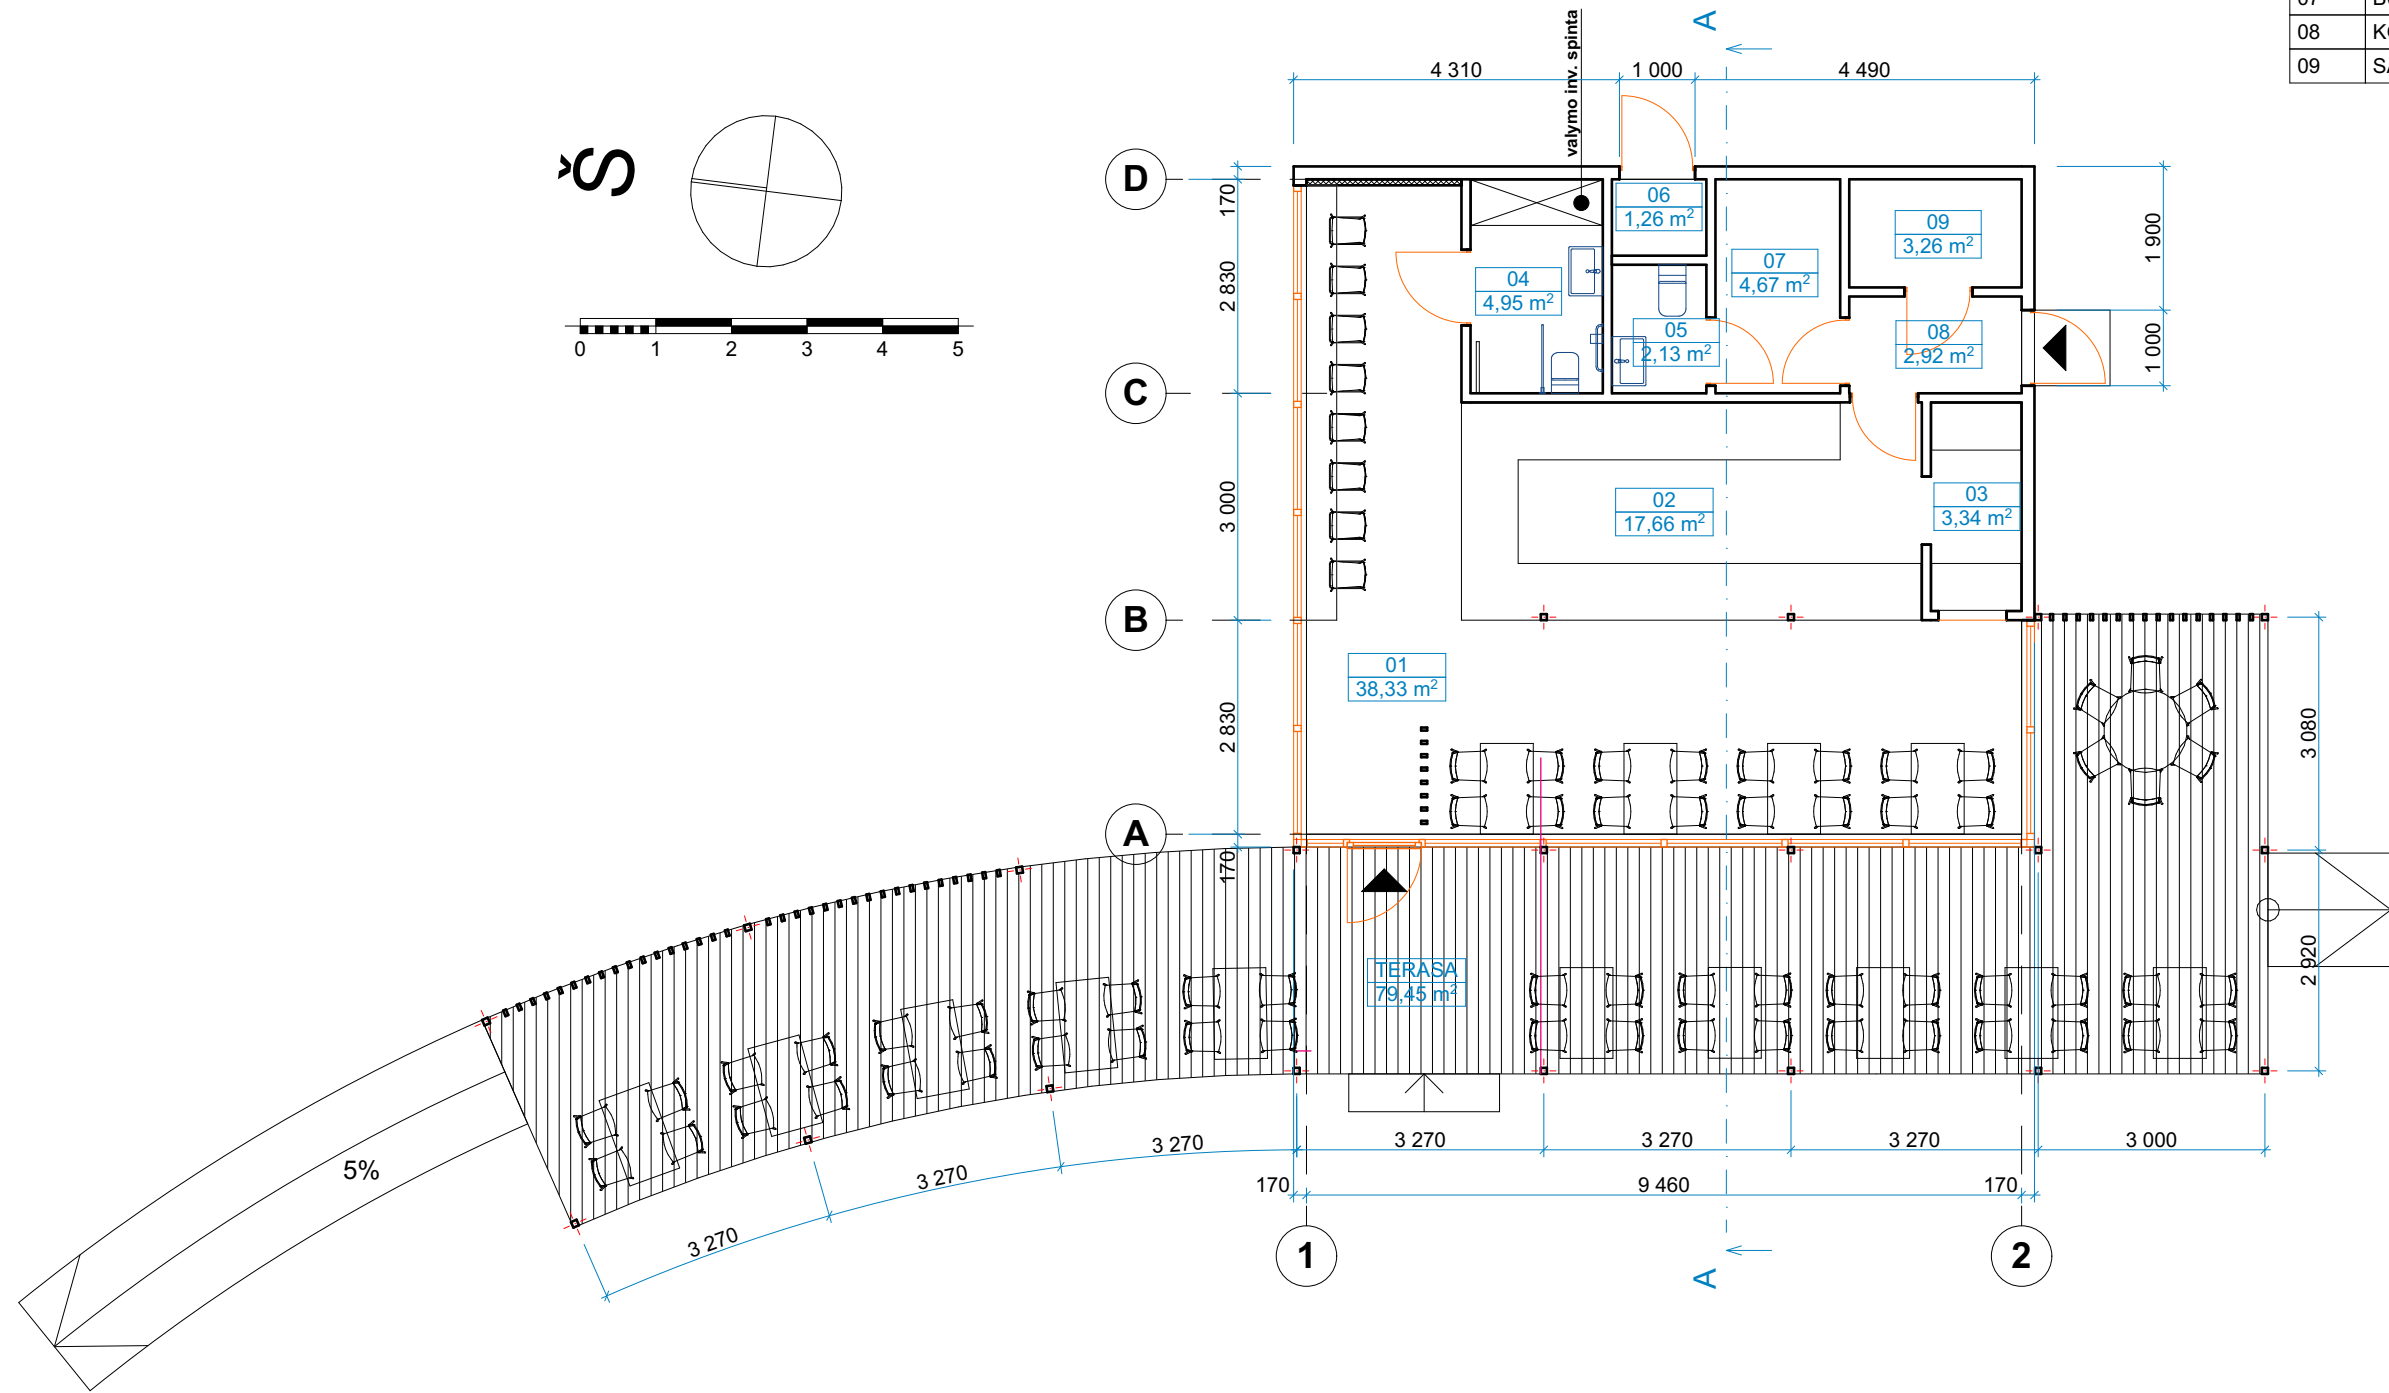 08
09
A
valymo inv. spinta
4 310
1 000
4 490
Š
0 1 2 3 4 5
D
C
B
A
170
2 830
3 000
2 830
170
1 900
1 000
3 080
2 920
06
1,26 m²
09
3,26 m²
07
4,67 m²
04
4,95 m²
05
2,13 m²
08
2,92 m²
02
17,66 m²
03
3,34 m²
01
38,33 m²
TERASA
79,45 m²
5%
3 270
3 270
3 270
3 270
3 270
3 270
3 000
170
9 460
170
1
2
A